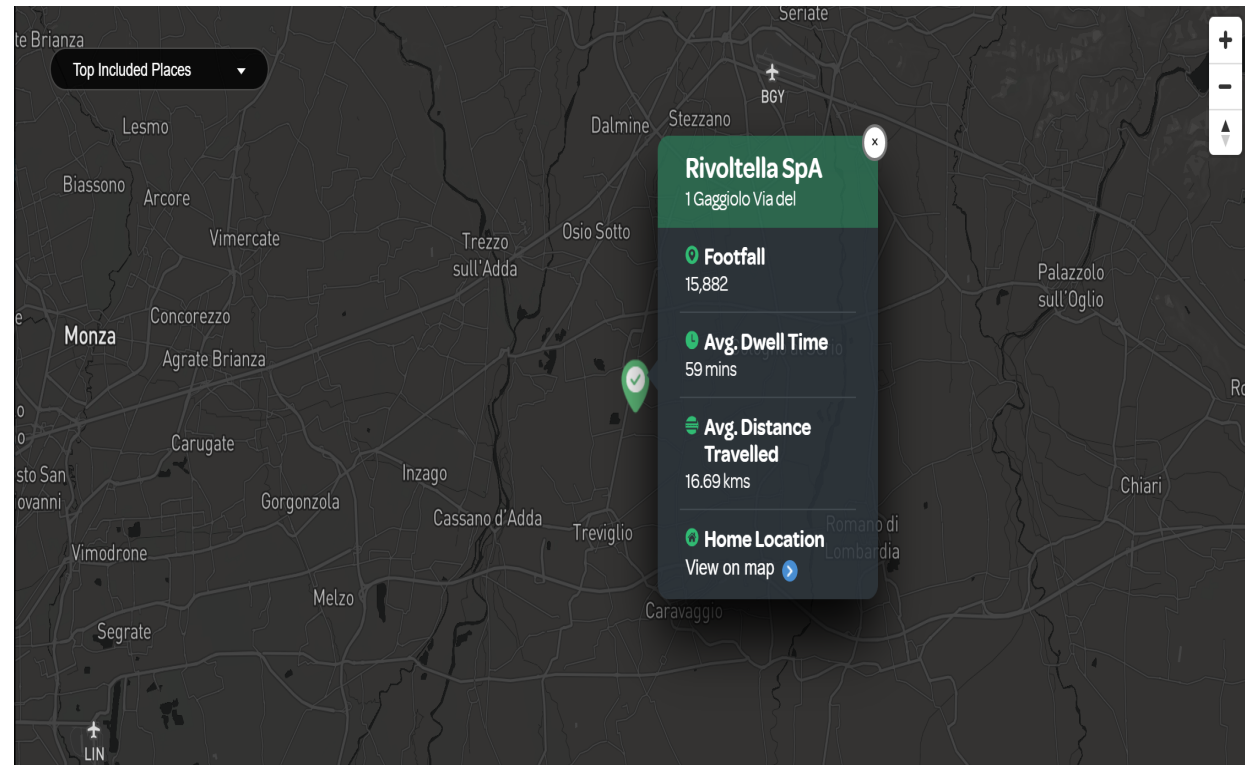 Seriate
te Brianza
Top Included Places
BGY
Lesmo
Dalmine
Stezzano
x
Rivoltella SpA
1 Gaggiolo Via del
Biassono
Arcore
Vimercate
Osio Sotto
Trezzo
sull'Adda
Footfall
15,882
Palazzolo
sull'Oglio
Concorezzo
Monza
Agrate Brianza
Avg. Dwell Time
59 mins
Carugate
Avg. Distance
Travelled
16.69 kms
sto San
ovanni
Inzago
Gorgonzola
Cassano d'Adda
Treviglio
Chiari
Romano di
Lombardia
Vimodrone
Home Location
View on map
Melzo
Caravaggio
Segrate
LIN